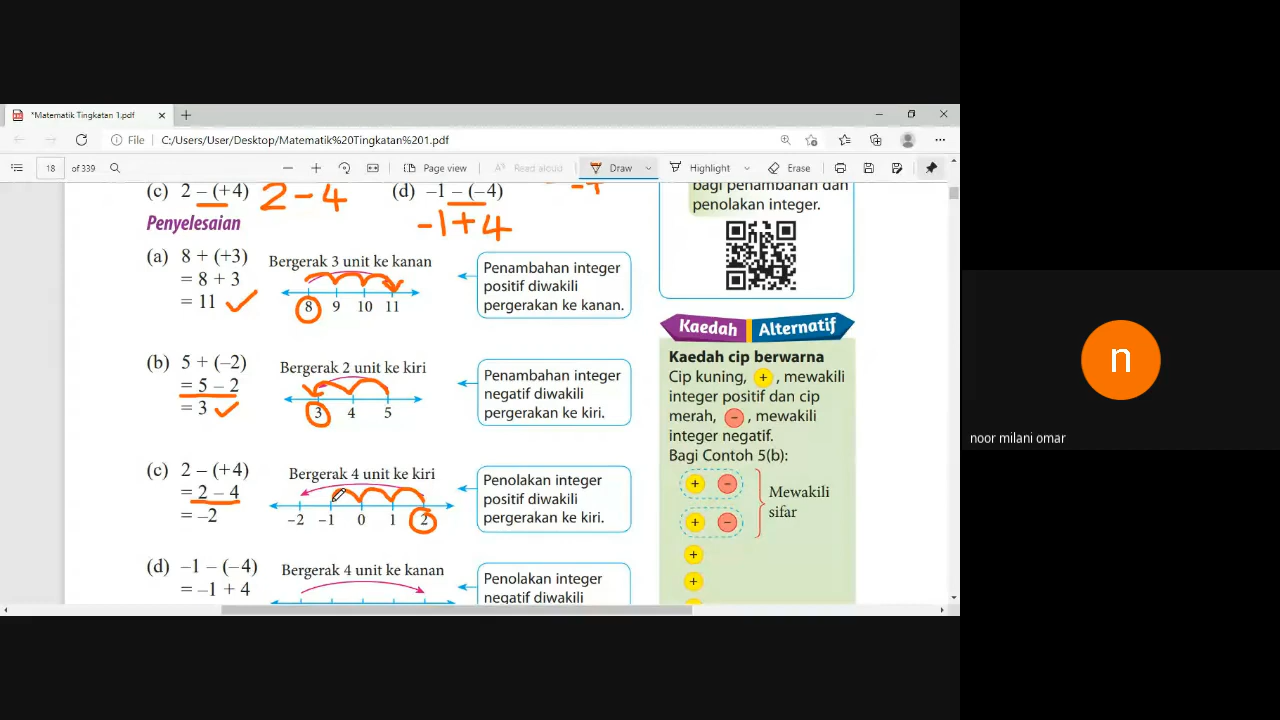 *Matematik Tingkatan 1.pdf
File C:/Users/User/Desktop/Matematik%20Tingkatan%201.pdf
18 of 339 Page view Read aloud Draw Highlight Erase
(c) 2 – (+4) 2 - 4 (d) –1 – (–4)
-1 + 4
bagi penambahan dan
penolakan integer.
Penyelesaian
(a) 8 + (+3)
= 8 + 3
= 11
Bergerak 3 unit ke kanan
8 9 10 11
Penambahan integer
positif diwakili
pergerakan ke kanan.
(b) 5 + (–2)
= 5 – 2
= 3
Bergerak 2 unit ke kiri
3 4 5
Penambahan integer
negatif diwakili
pergerakan ke kiri.
(c) 2 – (+4)
= 2 – 4
= –2
Bergerak 4 unit ke kiri
–2 –1 0 1 2
Penolakan integer
positif diwakili
pergerakan ke kiri.
(d) –1 – (–4)
= –1 + 4
Bergerak 4 unit ke kanan
Penolakan integer
negatif diwakili
Kaedah Alternatif
Kaedah cip berwarna
Cip kuning, + , mewakili
integer positif dan cip
merah, – , mewakili
integer negatif.
Bagi Contoh 5(b):
+ –
+ –
Mewakili
sifar
+
+
n
noor milani omar